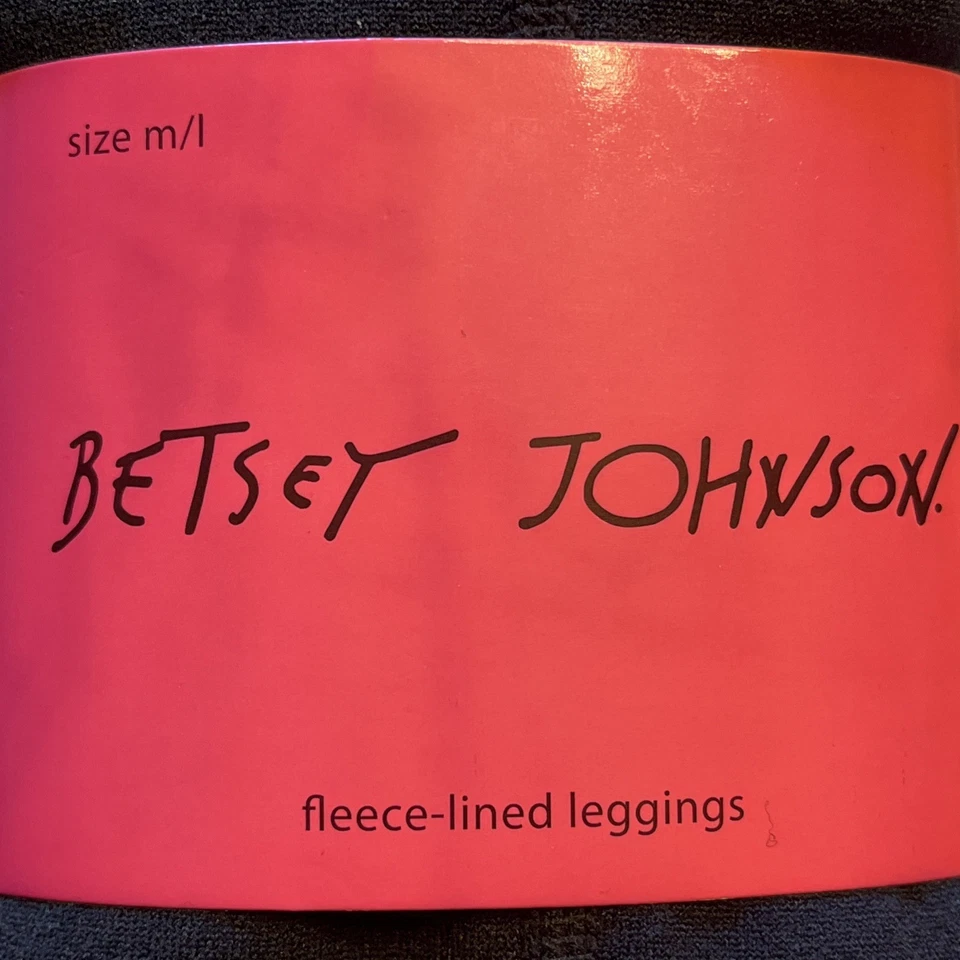 size m/l
BETSEY JOHNSON.
fleece-lined leggings